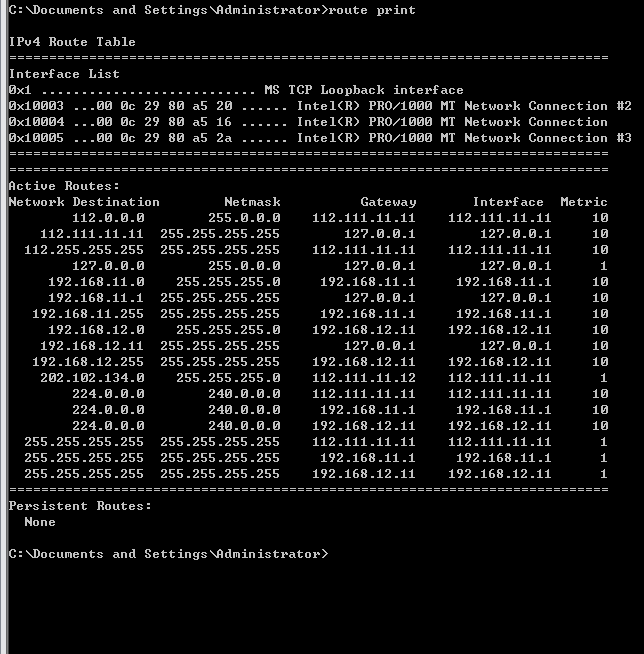 C:\Documents and Settings\Administrator>route print
IPv4 Route Table
===========================================================================
Interface List
0x1 ........................... MS TCP Loopback interface
0x10003 ...00 0c 29 80 a5 20 ...... Intel(R) PRO/1000 MT Network Connection #2
0x10004 ...00 0c 29 80 a5 16 ...... Intel(R) PRO/1000 MT Network Connection
0x10005 ...00 0c 29 80 a5 2a ...... Intel(R) PRO/1000 MT Network Connection #3
===========================================================================
===========================================================================
Active Routes:
Network Destination        Netmask          Gateway       Interface  Metric
112.0.0.0        255.0.0.0    112.111.11.11    112.111.11.11     10
112.111.11.11  255.255.255.255        127.0.0.1        127.0.0.1     10
112.255.255.255  255.255.255.255    112.111.11.11    112.111.11.11     10
127.0.0.0        255.0.0.0        127.0.0.1        127.0.0.1      1
192.168.11.0    255.255.255.0     192.168.11.1     192.168.11.1     10
192.168.11.1  255.255.255.255        127.0.0.1        127.0.0.1     10
192.168.11.255  255.255.255.255     192.168.11.1     192.168.11.1     10
192.168.12.0    255.255.255.0    192.168.12.11    192.168.12.11     10
192.168.12.11  255.255.255.255        127.0.0.1        127.0.0.1     10
192.168.12.255  255.255.255.255    192.168.12.11    192.168.12.11     10
202.102.134.0    255.255.255.0    112.111.11.12    112.111.11.11      1
224.0.0.0        240.0.0.0    112.111.11.11    112.111.11.11     10
224.0.0.0        240.0.0.0     192.168.11.1     192.168.11.1     10
224.0.0.0        240.0.0.0    192.168.12.11    192.168.12.11     10
255.255.255.255  255.255.255.255    112.111.11.11    112.111.11.11      1
255.255.255.255  255.255.255.255     192.168.11.1     192.168.11.1      1
255.255.255.255  255.255.255.255    192.168.12.11    192.168.12.11      1
===========================================================================
Persistent Routes:
None
C:\Documents and Settings\Administrator>